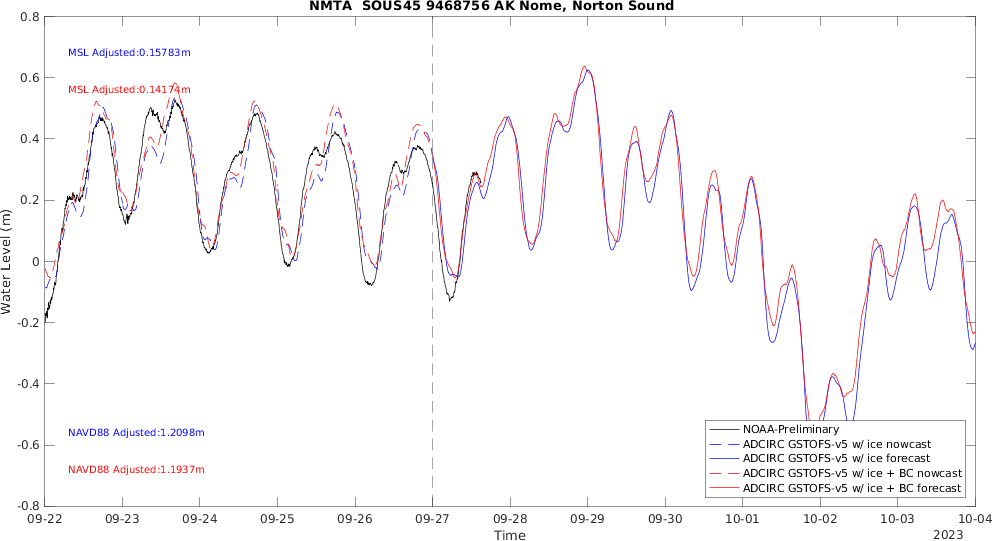 NMTA  SOUS45 9468756 AK Nome, Norton Sound
0.8
0.6
0.4
0.2
0
-0.2
-0.4
-0.6
-0.8
Water Level (m)
MSL Adjusted:0.15783m
MSL Adjusted:0.14174m
NAVD88 Adjusted:1.2098m
NAVD88 Adjusted:1.1937m
NOAA-Preliminary
ADCIRC GSTOFS-v5 w/ ice nowcast
ADCIRC GSTOFS-v5 w/ ice forecast
ADCIRC GSTOFS-v5 w/ ice + BC nowcast
ADCIRC GSTOFS-v5 w/ ice + BC forecast
09-22 09-23 09-24 09-25 09-26 09-27 09-28 09-29 09-30 10-01 10-02 10-03 10-04
Time
2023